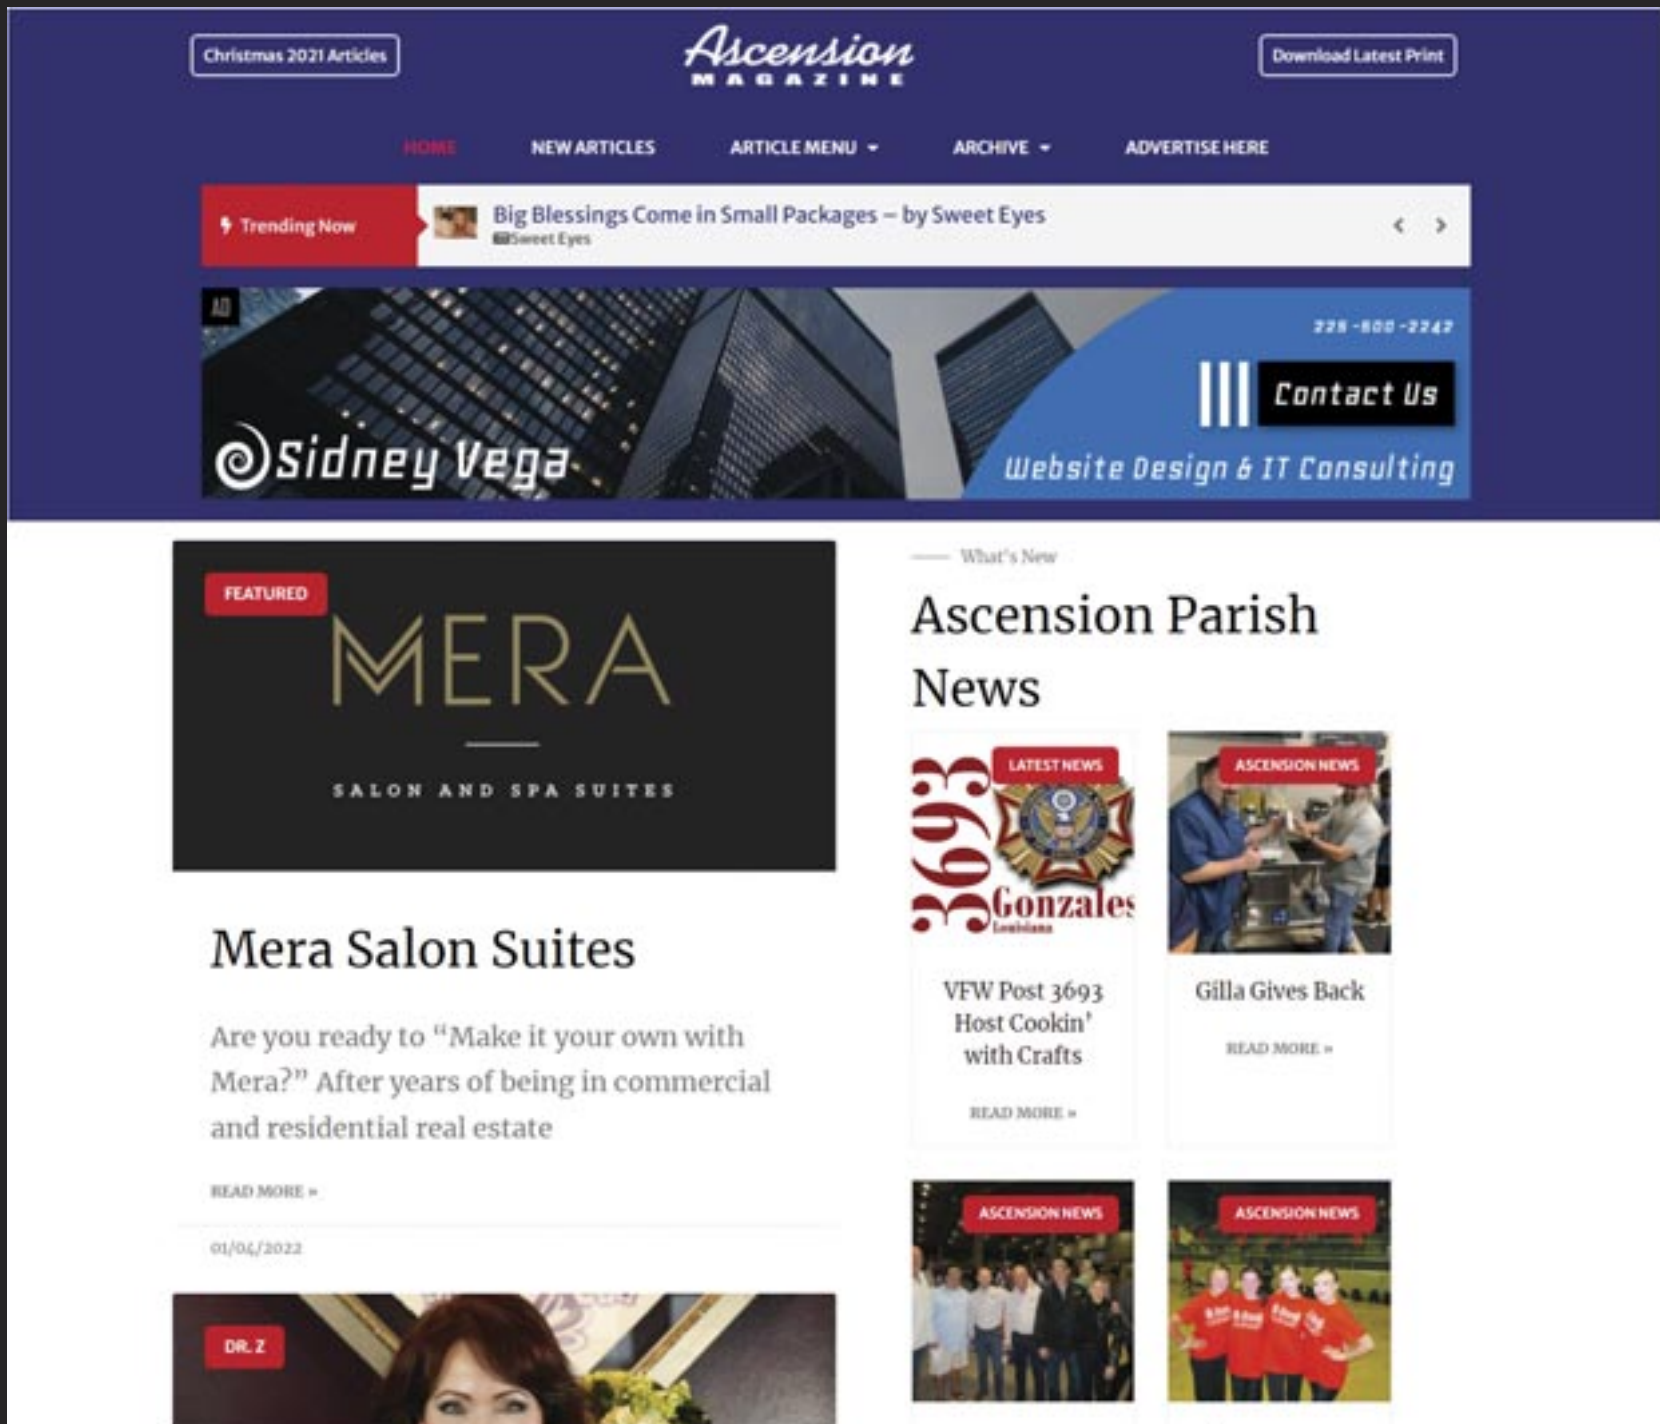 Christmas 2021 Articles
Ascension
MAGAZINE
Download Latest Print
HOME
NEW ARTICLES
ARTICLE MENU
ARCHIVE
ADVERTISE HERE
Trending Now
Big Blessings Come in Small Packages – by Sweet Eyes
Sweet Eyes
AD
Sidney Vega
225-800-2242
Contact Us
Website Design & IT Consulting
FEATURED
MERA
SALON AND SPA SUITES
Mera Salon Suites
Are you ready to “Make it your own with
Mera?” After years of being in commercial
and residential real estate
READ MORE »
01/04/2022
DR. Z
What's New
Ascension Parish
News
LATEST NEWS
3693
Gonzales
Louisiana
VFW Post 3693
Host Cookin’
with Crafts
READ MORE »
ASCENSION NEWS
Gilla Gives Back
READ MORE »
ASCENSION NEWS
ASCENSION NEWS